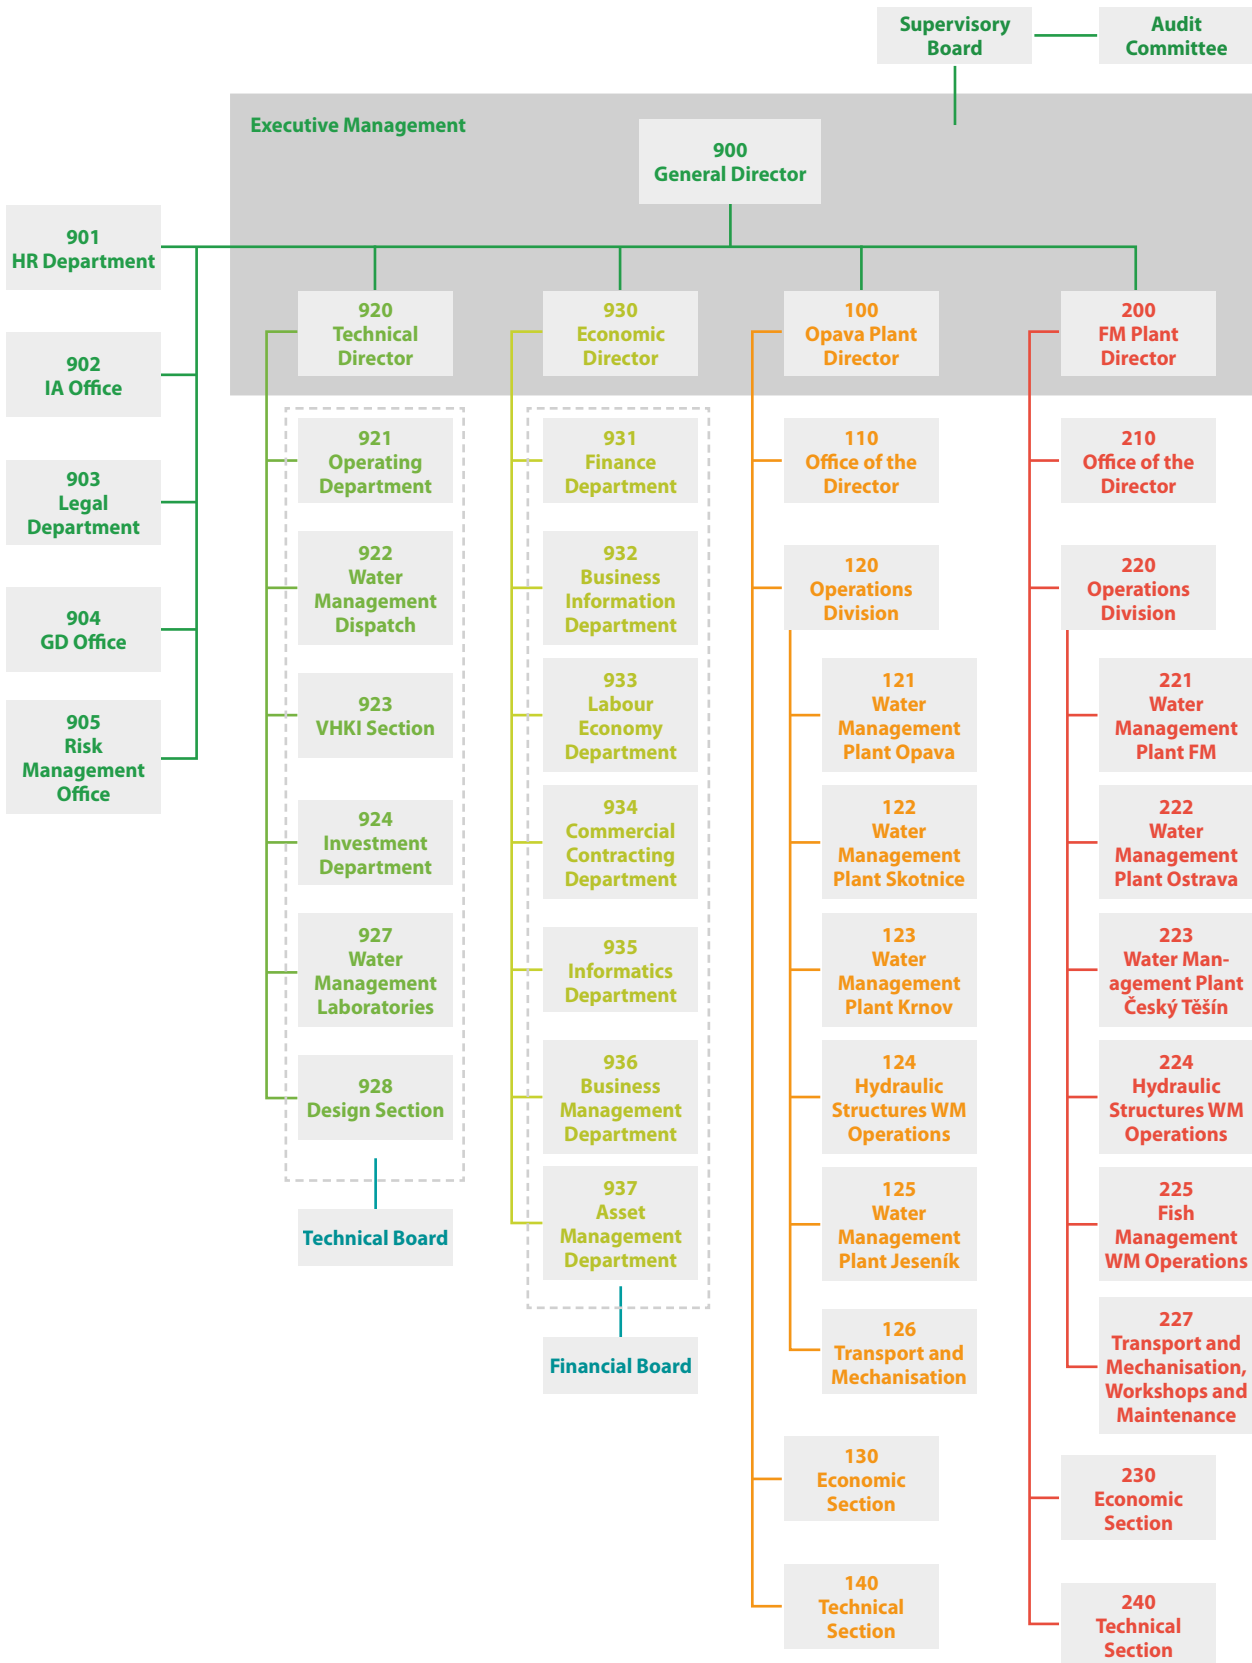 Supervisory
Board
Audit
Committee
Executive Management
900
General Director
901
HR Department
902
IA Office
903
Legal
Department
904
GD Office
905
Risk
Management
Office
920
Technical
Director
921
Operating
Department
922
Water
Management
Dispatch
923
VHKI Section
924
Investment
Department
927
Water
Management
Laboratories
928
Design Section
Technical Board
930
Economic
Director
931
Finance
Department
932
Business
Information
Department
933
Labour
Economy
Department
934
Commercial
Contracting
Department
935
Informatics
Department
936
Business
Management
Department
937
Asset
Management
Department
Financial Board
100
Opava Plant
Director
110
Office of the
Director
120
Operations
Division
121
Water
Management
Plant Opava
122
Water
Management
Plant Skotnice
123
Water
Management
Plant Krnov
124
Hydraulic
Structures WM
Operations
125
Water
Management
Plant Jeseník
126
Transport and
Mechanisation
130
Economic
Section
140
Technical
Section
200
FM Plant
Director
210
Office of the
Director
220
Operations
Division
221
Water
Management
Plant FM
222
Water
Management
Plant Ostrava
223
Water Man-
agement Plant
Český Těšín
224
Hydraulic
Structures WM
Operations
225
Fish
Management
WM Operations
227
Transport and
Mechanisation,
Workshops and
Maintenance
230
Economic
Section
240
Technical
Section